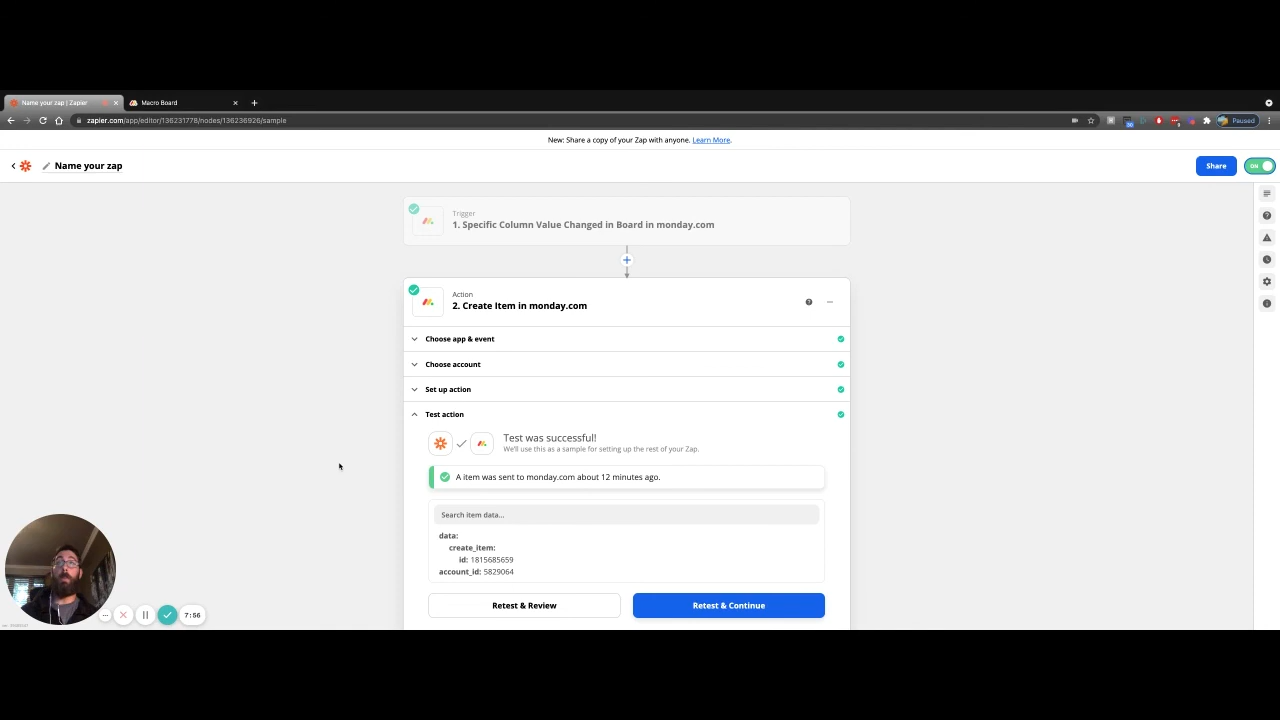 Name your zap | Zapier
Macro Board
zapier.com/app/editor/136231778/nodes/136236926/sample
Paused
New: Share a copy of your Zap with anyone. Learn More.
Name your zap
Share
ON
Trigger
1. Specific Column Value Changed in Board in monday.com
Action
2. Create Item in monday.com
Choose app & event
Choose account
Set up action
Test action
Test was successful!
We'll use this as a sample for setting up the rest of your Zap.
A item was sent to monday.com about 12 minutes ago.
Search item data...
data:
create_item:
id: 1815685659
account_id: 5829064
Retest & Review
Retest & Continue
7:56